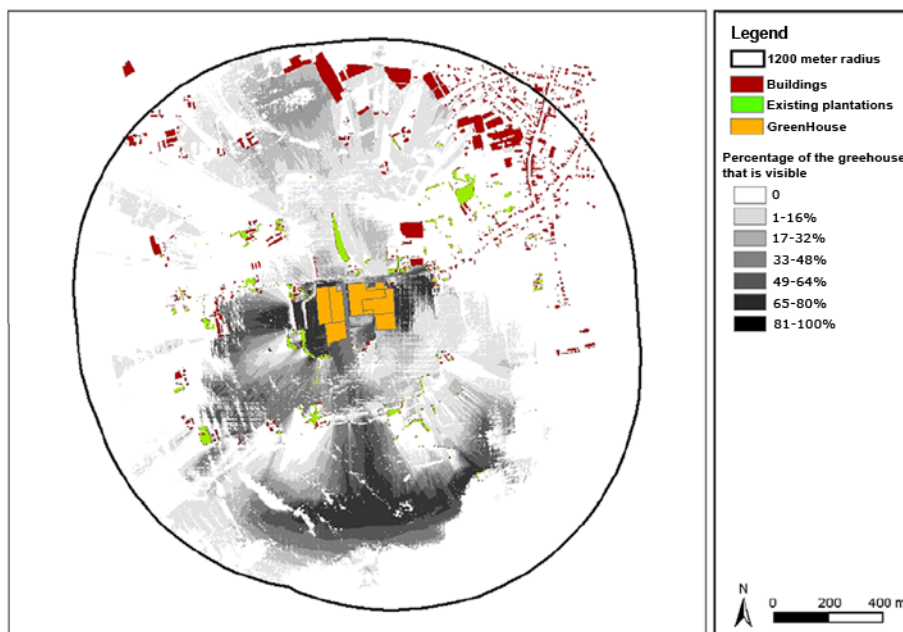 Legend
1200 meter radius
Buildings
Existing plantations
GreenHouse
Percentage of the greehouse
that is visible
0
1-16%
17-32%
33-48%
49-64%
65-80%
81-100%
N
0 200 400 m